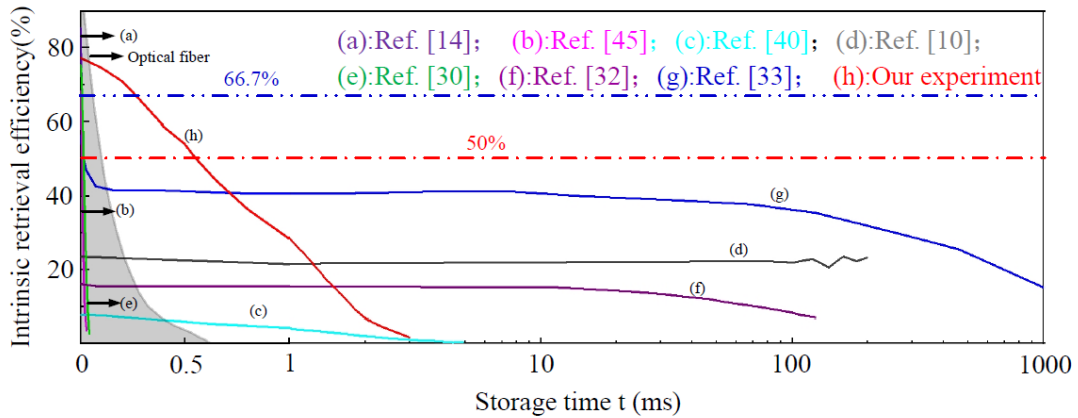 (a):Ref. [14]; (b):Ref. [45]; (c):Ref. [40]; (d):Ref. [10];
(e):Ref. [30]; (f):Ref. [32]; (g):Ref. [33]; (h):Our experiment
Intrinsic retrieval efficiency(%)
80
60
40
20
0
(a)
Optical fiber
66.7%
(h)
50%
(g)
(b)
(d)
(f)
(e)
(c)
0
0.5
1
10
100
1000
Storage time t (ms)